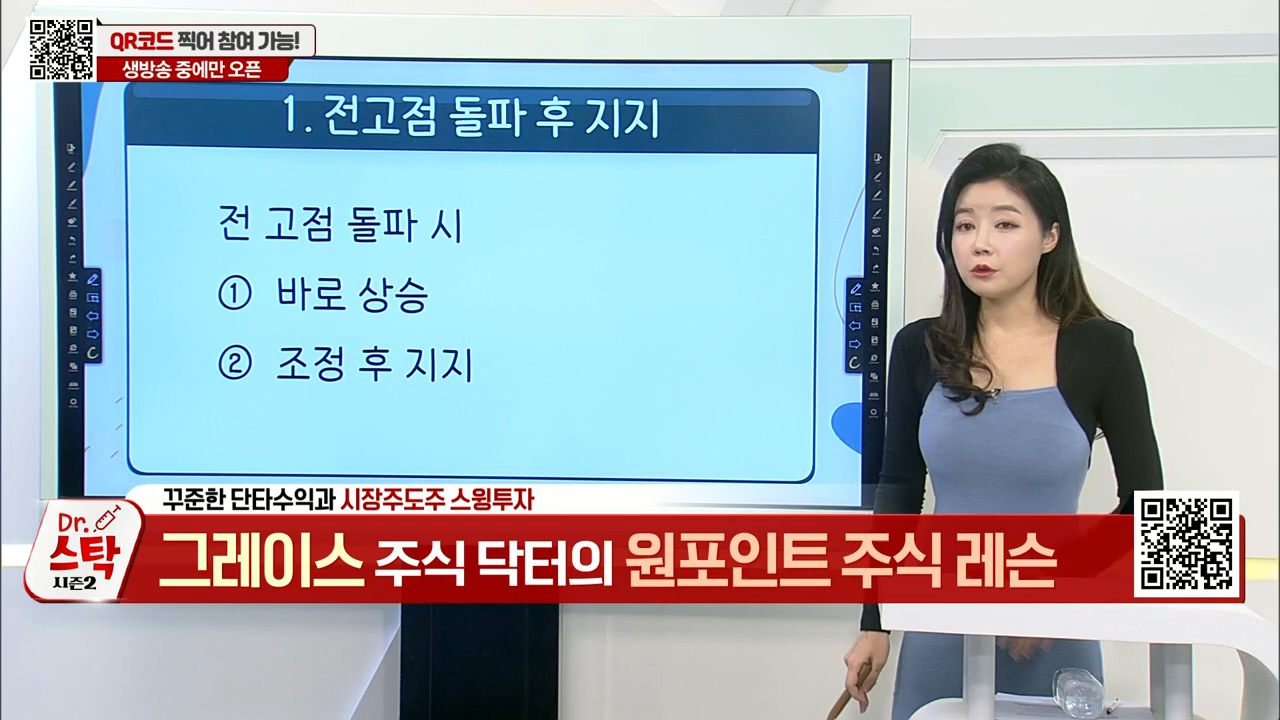 QR코드 찍어 참여 가능!
생방송 중에만 오픈
1. 전고점 돌파 후 지지
전 고점 돌파 시
① 바로 상승
② 조정 후 지지
꾸준한 단타수익과 시장주도주 스윙투자
Dr.
스탁
시즌2
그레이스 주식 닥터의 원포인트 주식 레슨